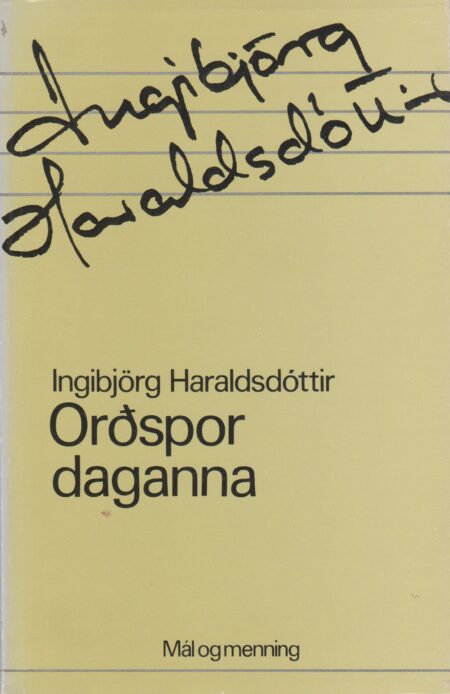 Ingibjörg
Haraldsdóttir
Ingibjörg Haraldsdóttir
Orðspor
daganna
Mál og menning